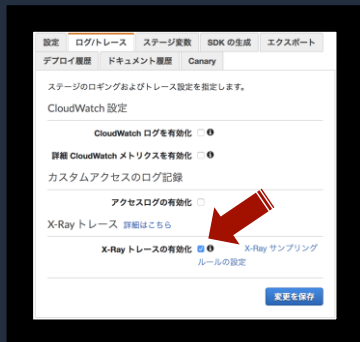 設定 ログ/トレース ステージ変数 SDK の生成 エクスポート
デプロイ履歴 ドキュメント履歴 Canary
ステージのロギングおよびトレース設定を指定します。
CloudWatch 設定
CloudWatch ログを有効化
詳細 CloudWatch メトリクスを有効化
カスタムアクセスのログ記録
アクセスログの有効化
X-Ray トレース 詳細はこちら
X-Ray トレースの有効化 X-Ray サンプリング
ルールの設定
変更を保存